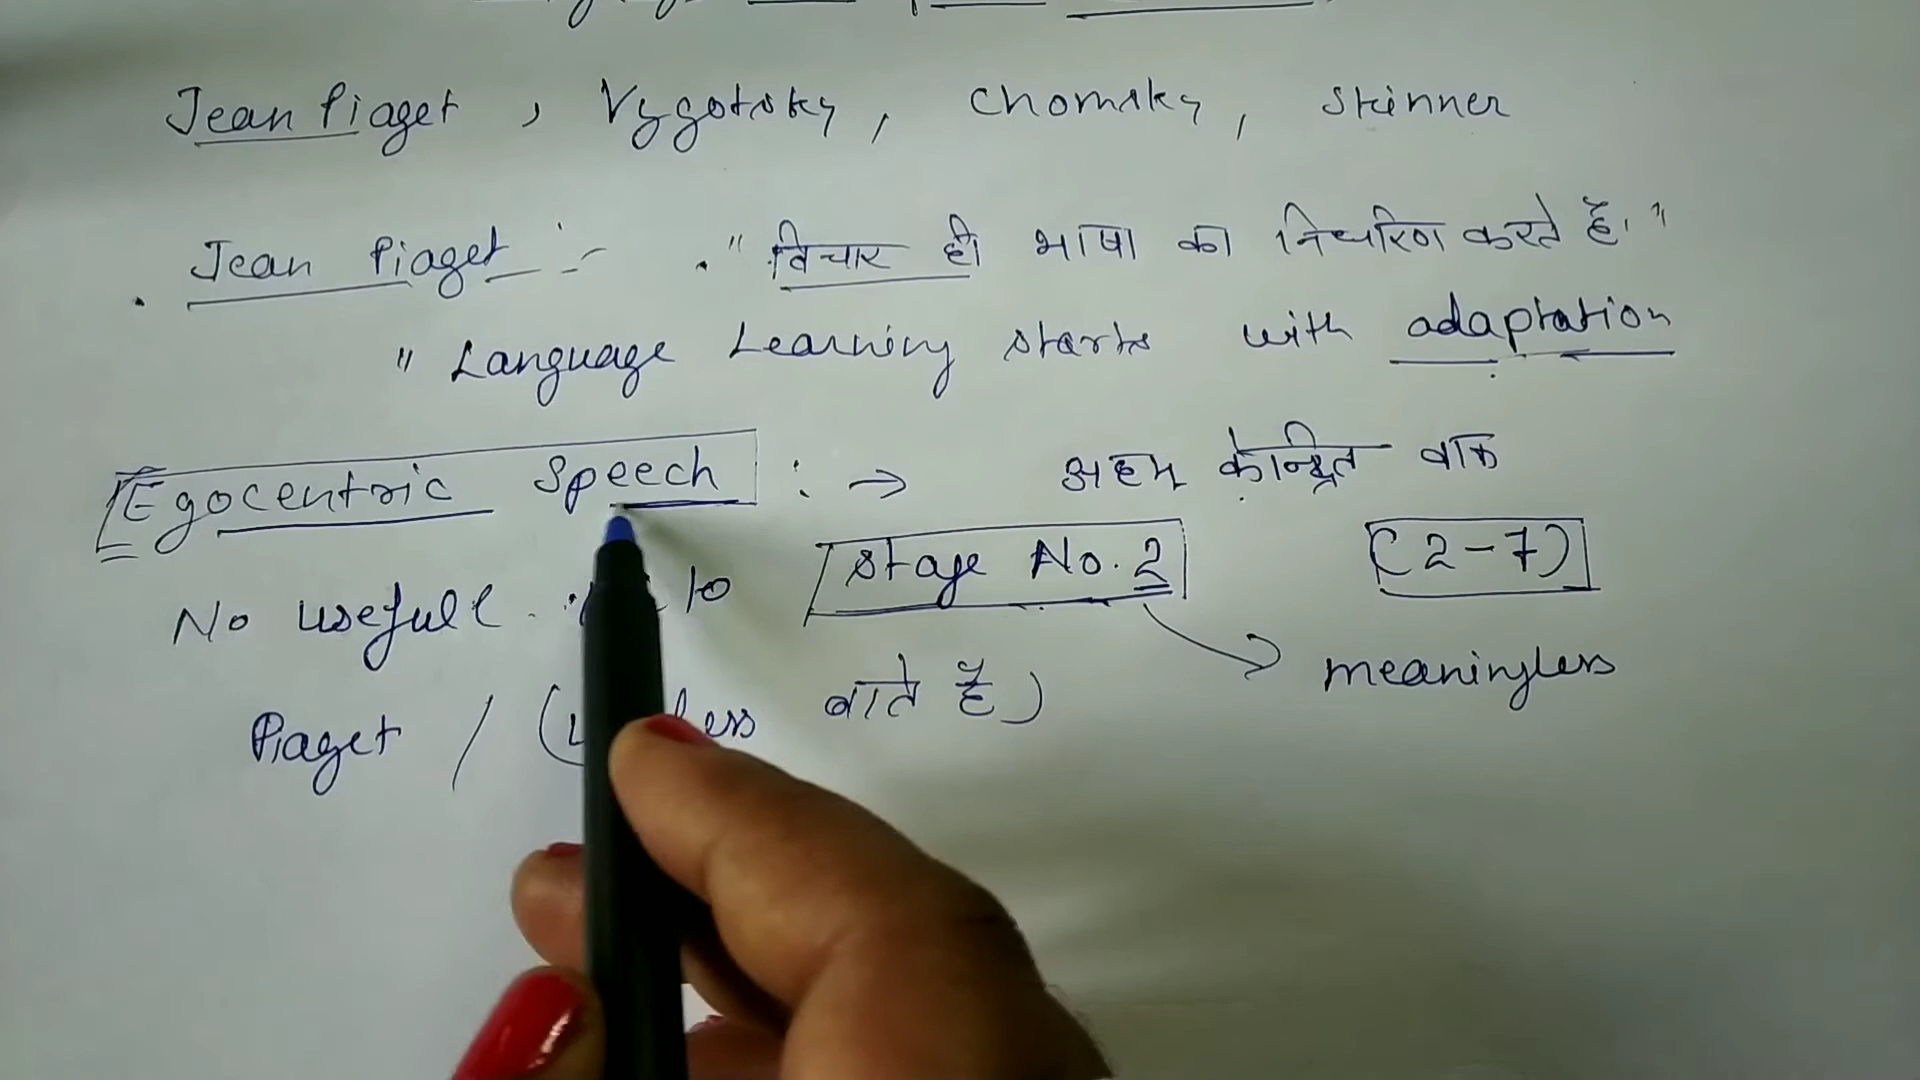 Jean Piaget, Vygotsky, Chomsky, Skinner
. Jean Piaget :- . " विचार ही भाषा का निर्धारण करते हैं। "
" Language Learning starts with adaptation
Egocentric Speech : → अहम केन्द्रित वाक
No usefull to Stage No. 2 (2-7)
Piaget / ( बाते हैं) meaningless